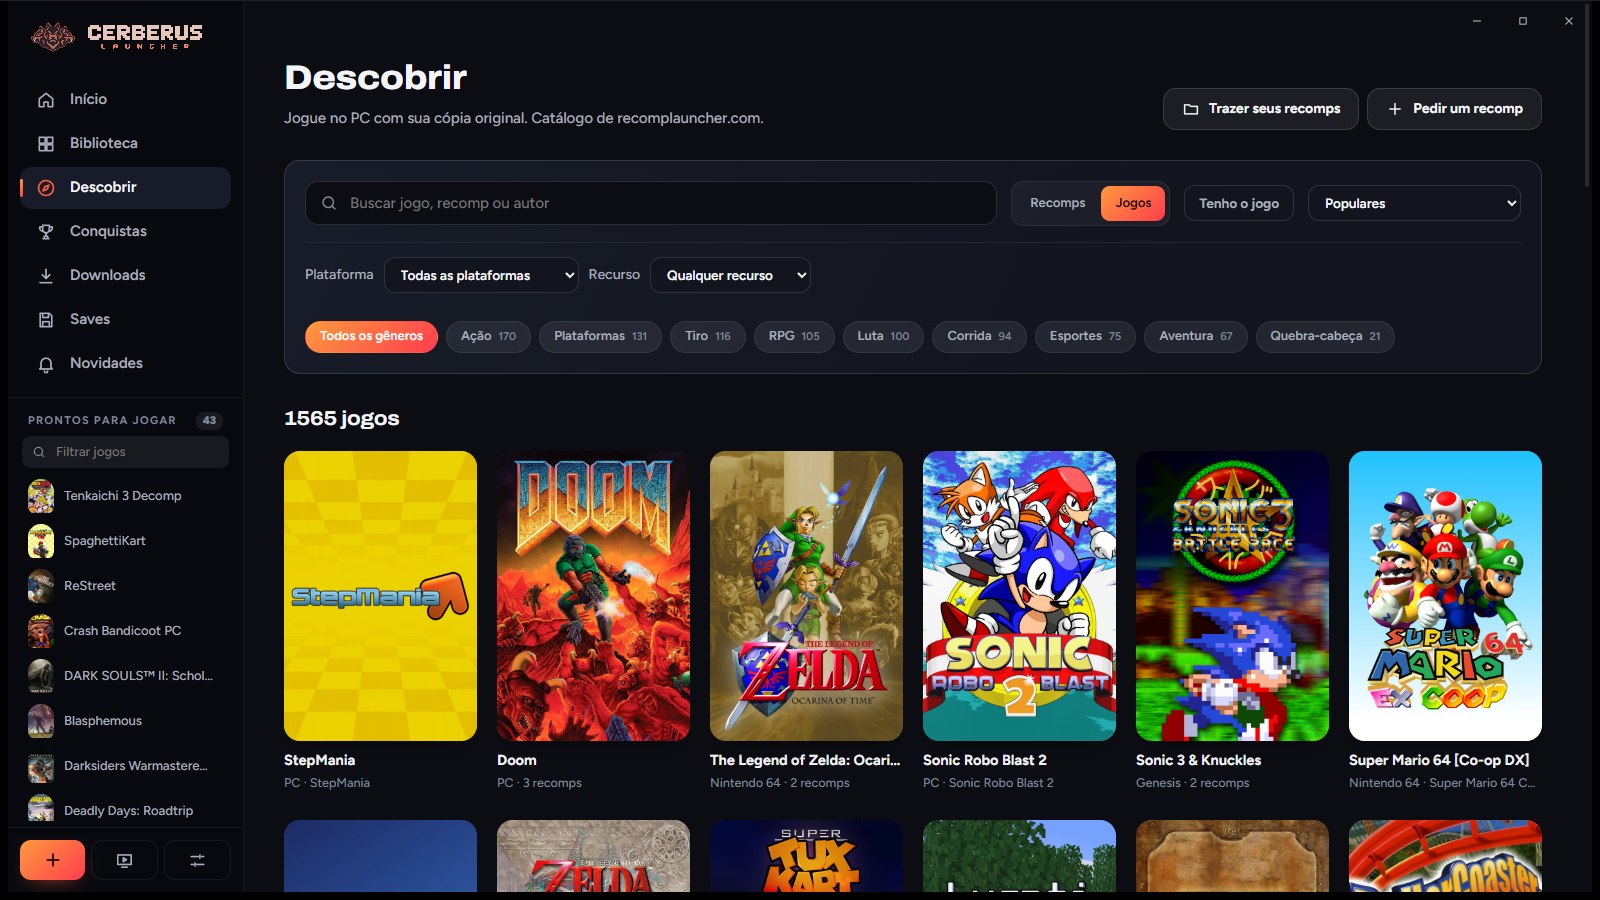 CERBERUS
LAUNCHER
Início
Biblioteca
Descobrir
Conquistas
Downloads
Saves
Novidades
PRONTOS PARA JOGAR 43
Filtrar jogos
Tenkaichi 3 Decomp
SpaghettiKart
ReStreet
Crash Bandicoot PC
DARK SOULS™ II: Schol...
Blasphemous
Darksiders Warmastere...
Deadly Days: Roadtrip
Descobrir
Jogue no PC com sua cópia original. Catálogo de recomplauncher.com.
Trazer seus recomps
Pedir um recomp
Buscar jogo, recomp ou autor
Recomps
Jogos
Tenho o jogo
Populares
Plataforma
Todas as plataformas
Recurso
Qualquer recurso
Todos os gêneros
Ação 170
Plataformas 131
Tiro 116
RPG 105
Luta 100
Corrida 94
Esportes 75
Aventura 67
Quebra-cabeça 21
1565 jogos
StepMania
DOOM
THE LEGEND OF
ZELDA
OCARINA OF TIME
SONIC
ROBO 2 BLAST
SONIC 3
& KNUCKLES
BATTLE RACE
SUPER 64
MARIO
EX COOP
StepMania
PC · StepMania
Doom
PC · 3 recomps
The Legend of Zelda: Ocari...
Nintendo 64 · 2 recomps
Sonic Robo Blast 2
PC · Sonic Robo Blast 2
Sonic 3 & Knuckles
Genesis · 2 recomps
Super Mario 64 [Co-op DX]
Nintendo 64 · Super Mario 64 C...
THE LEGEND OF
ZELDA
SUPER
TUX
KART